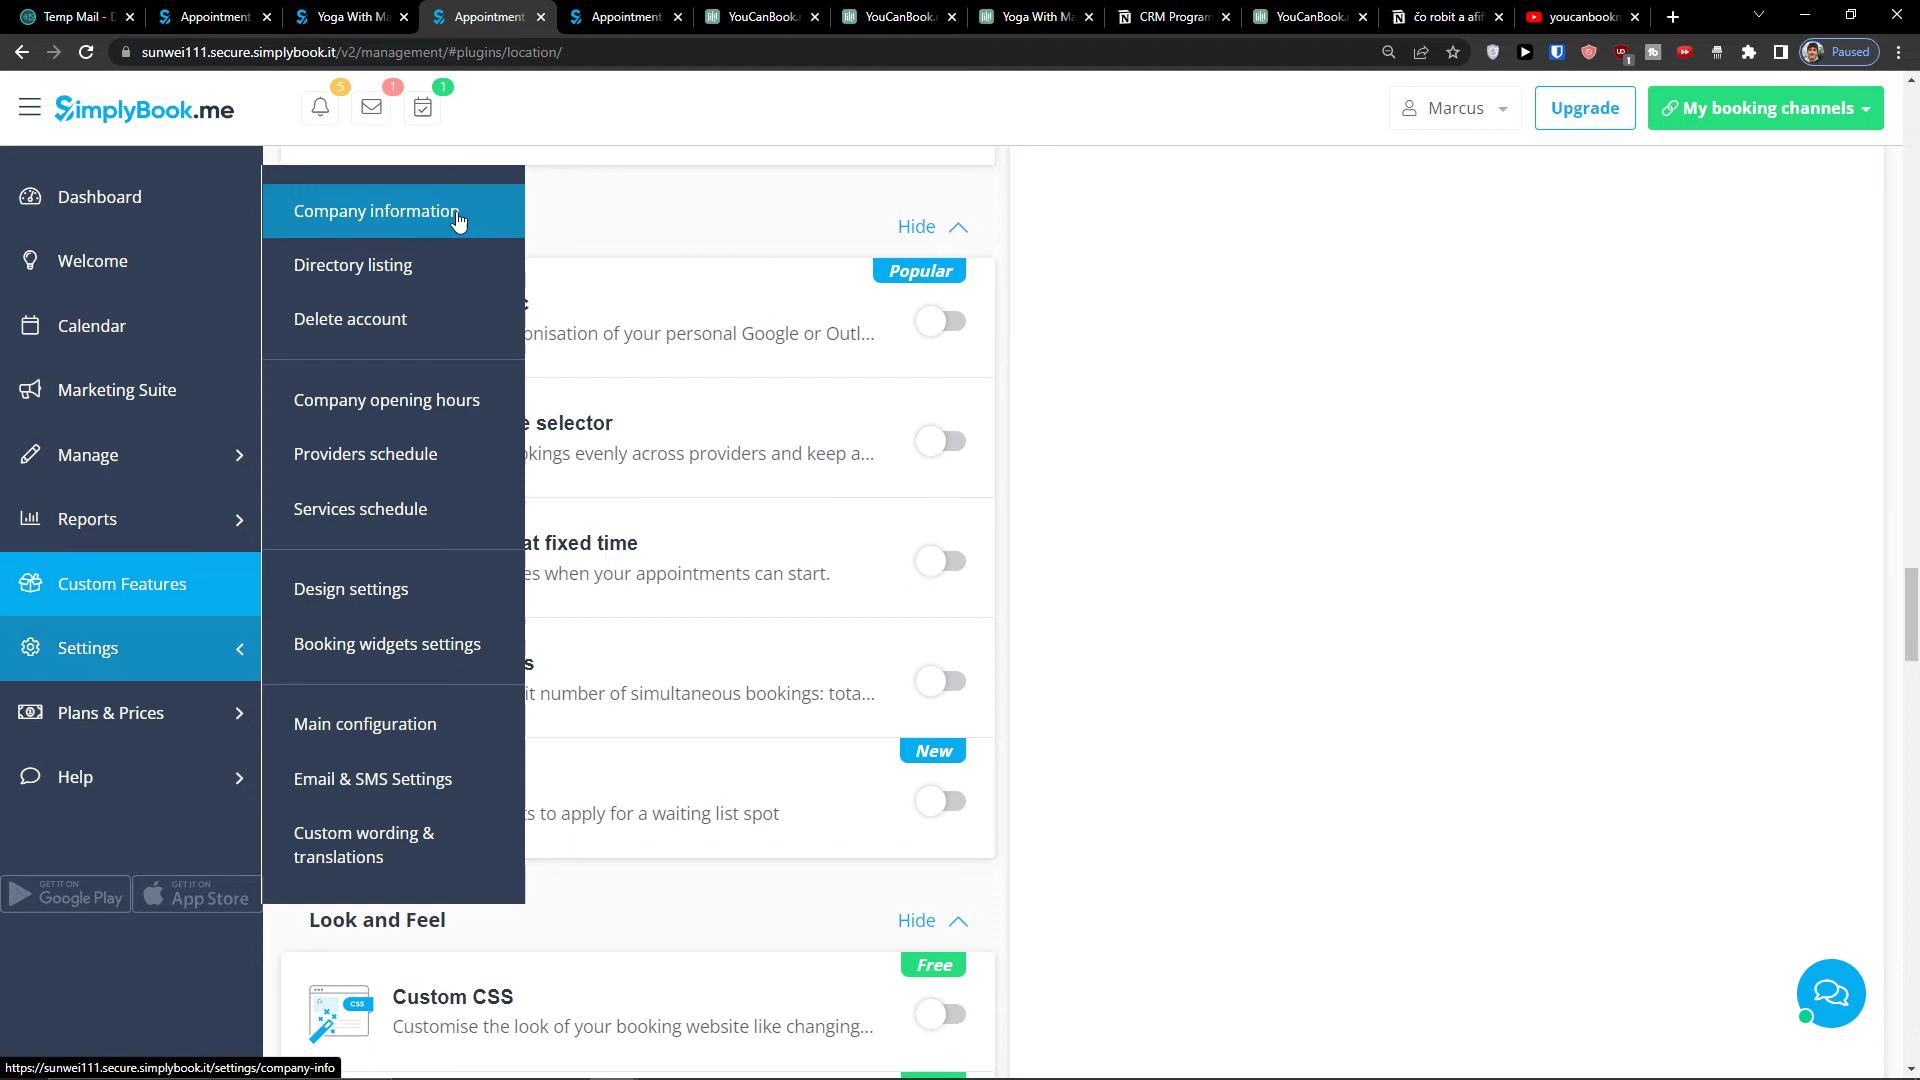 Temp Mail - D
Appointment
Yoga With Ma
Appointment
Appointment
YouCanBook.
YouCanBook.
Yoga With Ma
CRM Program
YouCanBook.
čo robit a afif
youcanbookn
sunwei111.secure.simplybook.it/v2/management/#plugins/location/
1
Paused
SimplyBook.me
5
1
1
Marcus
Upgrade
My booking channels
Dashboard
Welcome
Calendar
Marketing Suite
Manage
Reports
Custom Features
Settings
Plans & Prices
Help
GET IT ON
Google Play
GET IT ON
App Store
Company information
Directory listing
Delete account
Company opening hours
Providers schedule
Services schedule
Design settings
Booking widgets settings
Main configuration
Email & SMS Settings
Custom wording &
translations
Hide
Popular
onisation of your personal Google or Outl...
e selector
okings evenly across providers and keep a...
at fixed time
es when your appointments can start.
s
it number of simultaneous bookings: tota...
New
ts to apply for a waiting list spot
Look and Feel
Hide
Free
CSS
Custom CSS
Customise the look of your booking website like changing...
https://sunwei111.secure.simplybook.it/settings/company-info